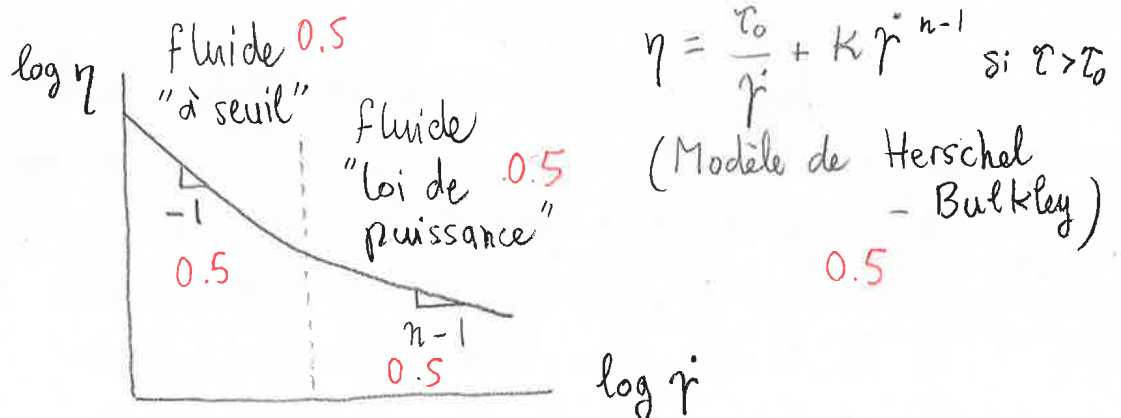 log η
fluide 0.5
"à seuil"
fluide
"loi de 0.5
puissance"
-1
0.5
n-1
0.5
log γ̇
η = τ₀/γ̇ + K γ̇ⁿ⁻¹ si τ>τ₀
(Modèle de Herschel
- Bulkley)
0.5